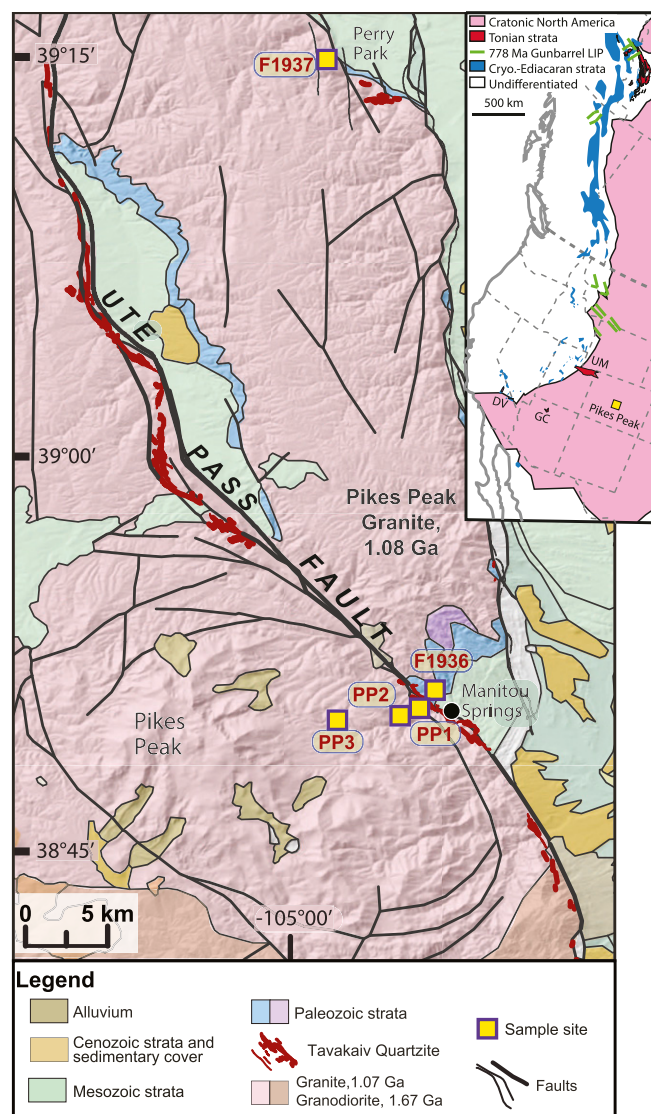 39°15'
F1937
Perry
Park
Cratonic North America
Tonian strata
778 Ma Gunbarrel LIP
Cryo.-Ediacaran strata
Undifferentiated
500 km
UM
DV
GC
Pikes Peak
UTE
PASS
FAULT
39°00'
Pikes Peak
Granite,
1.08 Ga
F1936
PP2
Manitou
Springs
PP1
PP3
Pikes
Peak
38°45'
0 5 km
-105°00'
Legend
Alluvium
Cenozoic strata and
sedimentary cover
Mesozoic strata
Paleozoic strata
Tavakaiv Quartzite
Granite,1.07 Ga
Granodiorite, 1.67 Ga
Sample site
Faults